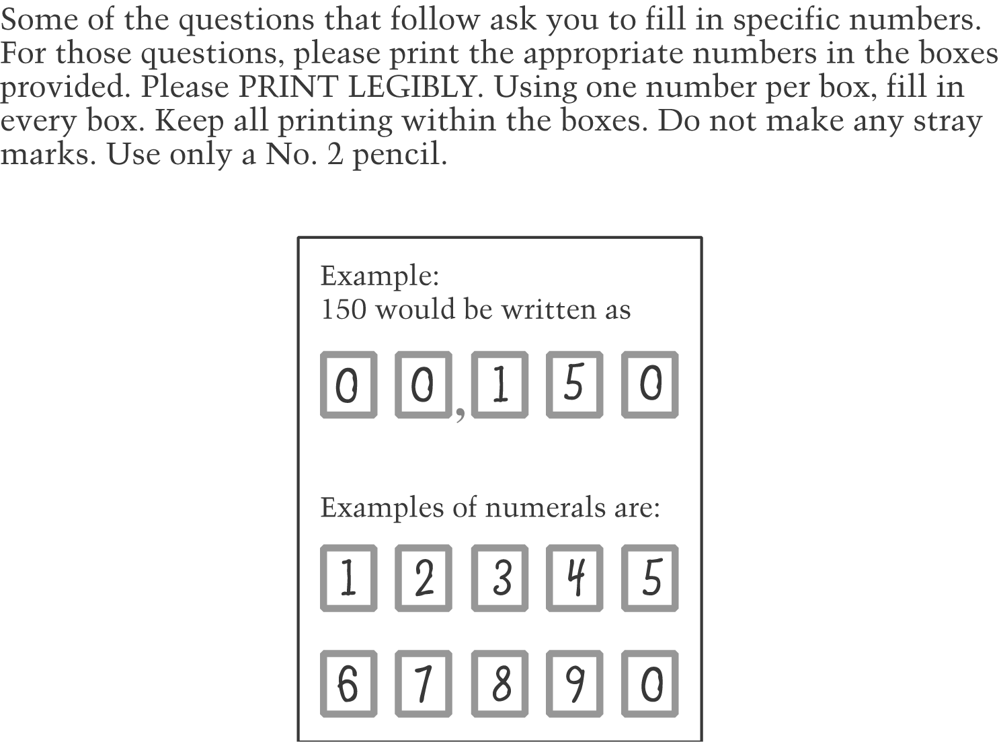 Some of the questions that follow ask you to fill in specific numbers.
For those questions, please print the appropriate numbers in the boxes
provided. Please PRINT LEGIBLY. Using one number per box, fill in
every box. Keep all printing within the boxes. Do not make any stray
marks. Use only a No. 2 pencil.
Example:
150 would be written as
0 0 , 1 5 0
Examples of numerals are:
1 2 3 4 5
6 7 8 9 0